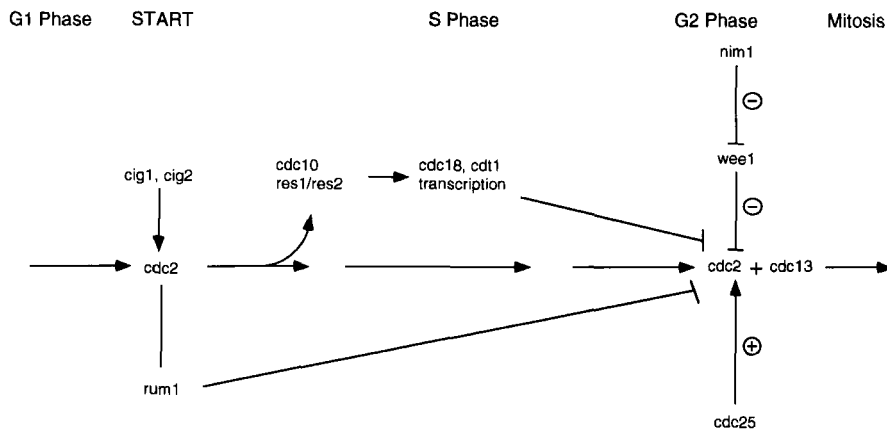 G1 Phase START S Phase G2 Phase Mitosis
nim1
−
wee1
cdc10
res1/res2
cdc18, cdt1
transcription
cig1, cig2
−
cdc2
cdc2 + cdc13
+
rum1
cdc25